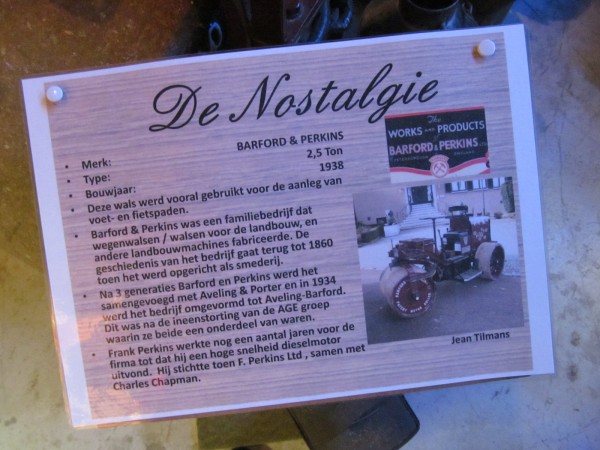 De Nostalgie
• Merk: BARFORD & PERKINS
• Type: 2,5 Ton
• Bouwjaar: 1938
• Deze wals werd vooral gebruikt voor de aanleg van
voet- en fietspaden.
• Barford & Perkins was een familiebedrijf dat
wegenwalsen / walsen voor de landbouw, en
andere landbouwmachines fabriceerde. De
geschiedenis van het bedrijf gaat terug tot 1860
toen het werd opgericht als smederij.
• Na 3 generaties Barford en Perkins werd het
samengevoegd met Aveling & Porter en in 1934
werd het bedrijf omgevormd tot Aveling-Barford.
Dit was na de ineenstorting van de AGE groep
waarin ze beide een onderdeel van waren.
• Frank Perkins werkte nog een aantal jaren voor de
firma tot dat hij een hoge snelheid dieselmotor
uitvond. Hij stichtte toen F. Perkins Ltd , samen met
Charles Chapman.
The
WORKS and PRODUCTS
BARFORD & PERKINS LTD
Jean Tilmans